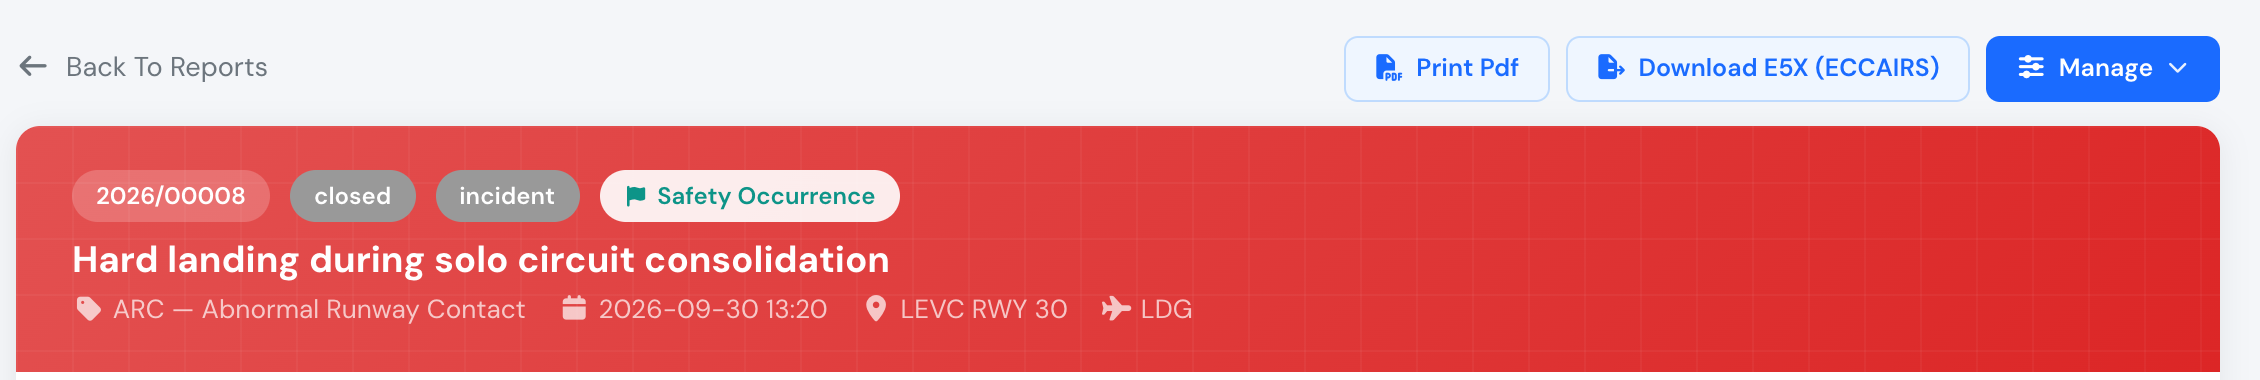 Back To Reports
Print Pdf
Download E5X (ECCAIRS)
Manage
2026/00008
closed
incident
Safety Occurrence
Hard landing during solo circuit consolidation
ARC — Abnormal Runway Contact
2026-09-30 13:20
LEVC RWY 30
LDG